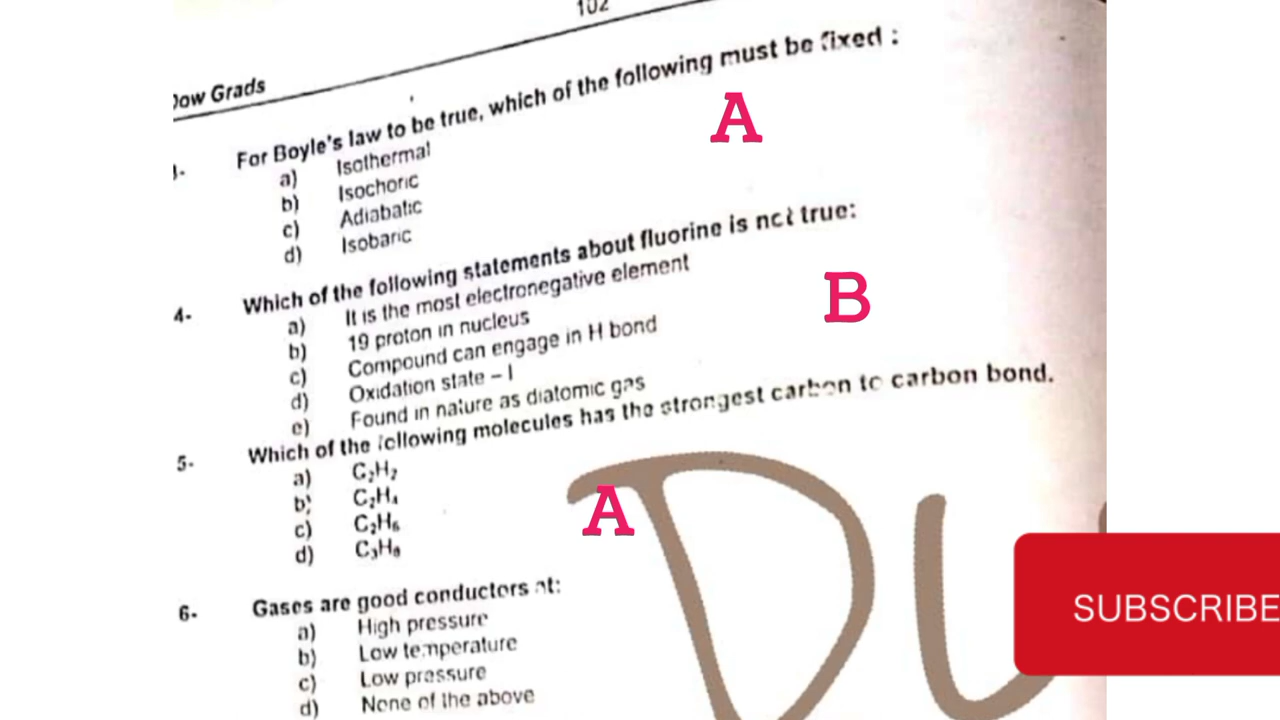 102
Dow Grads
3- For Boyle's law to be true, which of the following must be fixed :
A
a) Isothermal
b) Isochoric
c) Adiabatic
d) Isobaric
4- Which of the following statements about fluorine is not true:
a) It is the most electronegative element
B
b) 19 proton in nucleus
c) Compound can engage in H bond
d) Oxidation state – I
e) Found in nature as diatomic gas
5- Which of the following molecules has the strongest carbon to carbon bond.
a) C₂H₂
b) C₂H₄
A
c) C₂H₆
d) C₃H₈
6- Gases are good conductors at:
a) High pressure
b) Low temperature
c) Low pressure
d) None of the above
DU
SUBSCRIBE